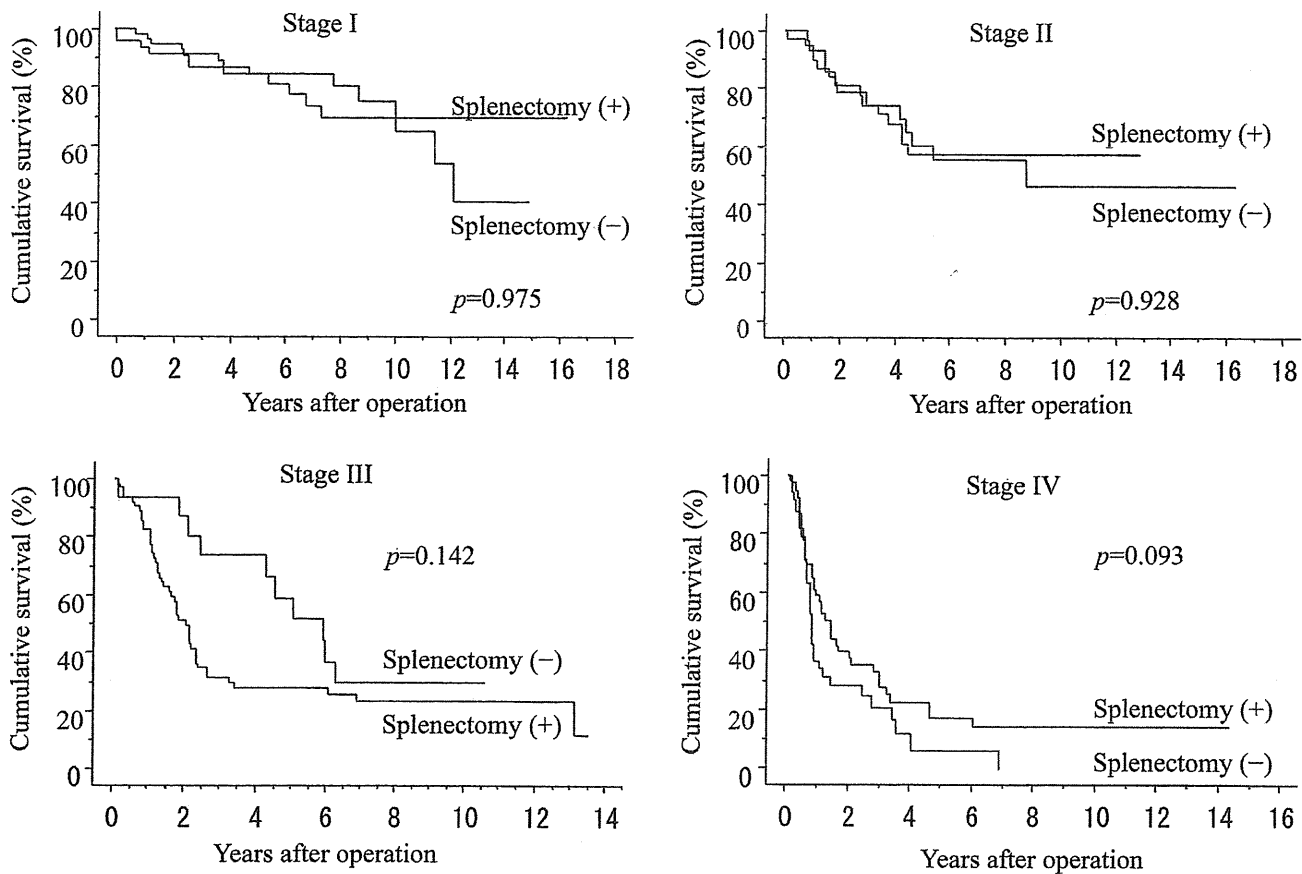 Stage I
Cumulative survival (%)
100
80
60
40
20
0
Splenectomy (+)
Splenectomy (−)
p=0.975
0 2 4 6 8 10 12 14 16 18
Years after operation
Stage II
Cumulative survival (%)
100
80
60
40
20
0
Splenectomy (+)
Splenectomy (−)
p=0.928
0 2 4 6 8 10 12 14 16 18
Years after operation
Stage III
Cumulative survival (%)
100
80
60
40
20
0
p=0.142
Splenectomy (−)
Splenectomy (+)
0 2 4 6 8 10 12 14
Years after operation
Stage IV
Cumulative survival (%)
100
80
60
40
20
0
p=0.093
Splenectomy (+)
Splenectomy (−)
0 2 4 6 8 10 12 14 16
Years after operation